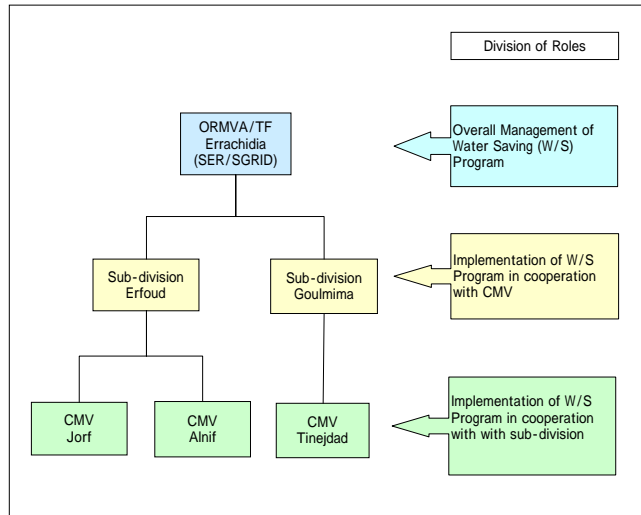 Division of Roles
ORMVA/TF
Errachidia
(SER/SGRID)
Overall Management of
Water Saving (W/S)
Program
Sub-division
Erfoud
Sub-division
Goulmima
Implementation of W/S
Program in cooperation
with CMV
CMV
Jorf
CMV
Alnif
CMV
Tinejdad
Implementation of W/S
Program in cooperation
with with sub-division